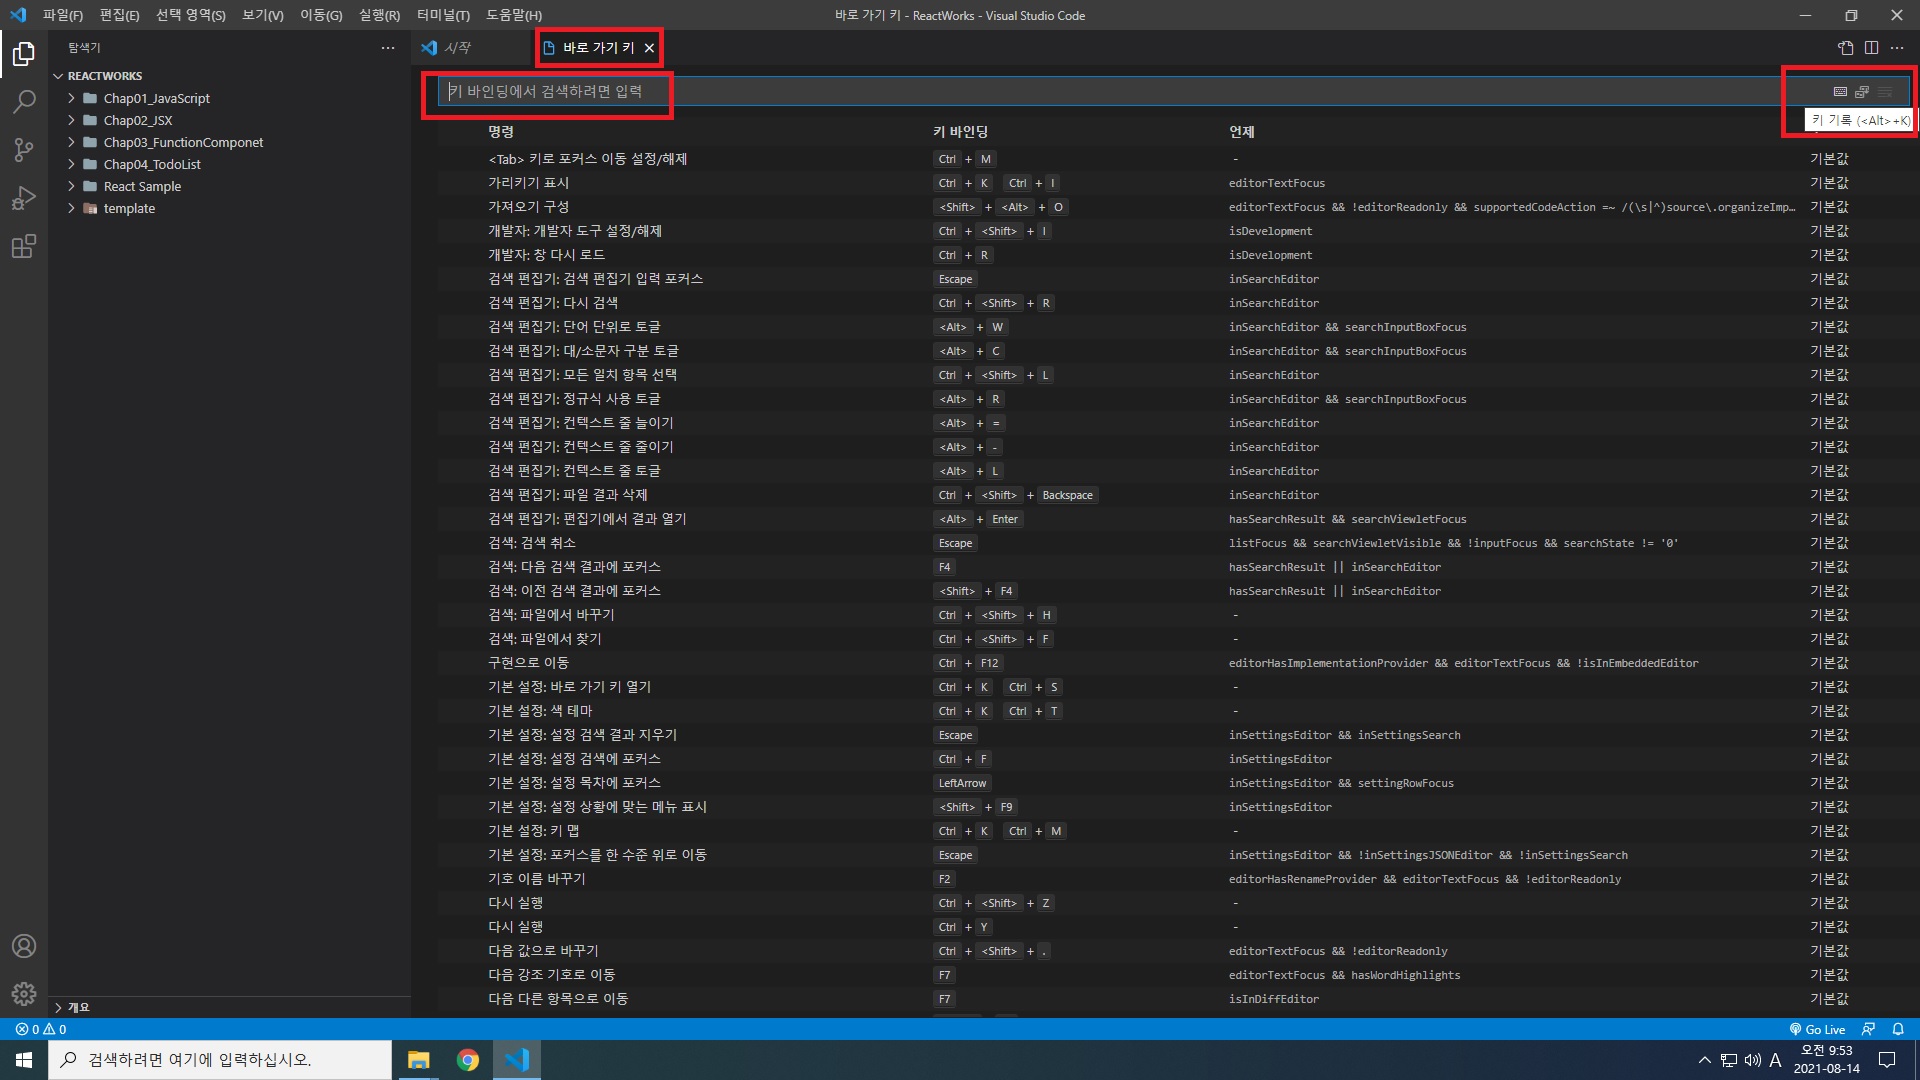 파일(F) 편집(E) 선택 영역(S) 보기(V) 이동(G) 실행(R) 터미널(T) 도움말(H) 바로 가기 키 - ReactWorks - Visual Studio Code
탐색기
시작 바로 가기 키
REACTWORKS
Chap01_JavaScript
Chap02_JSX
Chap03_FunctionComponet
Chap04_TodoList
React Sample
template
개요
키 바인딩에서 검색하려면 입력
키 기록 (<Alt>+K)
명령 키 바인딩 언제
<Tab> 키로 포커스 이동 설정/해제 Ctrl + M - 기본값
가리키기 표시 Ctrl + K Ctrl + I editorTextFocus 기본값
가져오기 구성 <Shift> + <Alt> + O editorTextFocus && !editorReadonly && supportedCodeAction =~ /(\s|^)source\.organizeImp... 기본값
개발자: 개발자 도구 설정/해제 Ctrl + <Shift> + I isDevelopment 기본값
개발자: 창 다시 로드 Ctrl + R isDevelopment 기본값
검색 편집기: 검색 편집기 입력 포커스 Escape inSearchEditor 기본값
검색 편집기: 다시 검색 Ctrl + <Shift> + R inSearchEditor 기본값
검색 편집기: 단어 단위로 토글 <Alt> + W inSearchEditor && searchInputBoxFocus 기본값
검색 편집기: 대/소문자 구분 토글 <Alt> + C inSearchEditor && searchInputBoxFocus 기본값
검색 편집기: 모든 일치 항목 선택 Ctrl + <Shift> + L inSearchEditor 기본값
검색 편집기: 정규식 사용 토글 <Alt> + R inSearchEditor && searchInputBoxFocus 기본값
검색 편집기: 컨텍스트 줄 늘이기 <Alt> + = inSearchEditor 기본값
검색 편집기: 컨텍스트 줄 줄이기 <Alt> + - inSearchEditor 기본값
검색 편집기: 컨텍스트 줄 토글 <Alt> + L inSearchEditor 기본값
검색 편집기: 파일 결과 삭제 Ctrl + <Shift> + Backspace inSearchEditor 기본값
검색 편집기: 편집기에서 결과 열기 <Alt> + Enter hasSearchResult && searchViewletFocus 기본값
검색: 검색 취소 Escape listFocus && searchViewletVisible && !inputFocus && searchState != '0' 기본값
검색: 다음 검색 결과에 포커스 F4 hasSearchResult || inSearchEditor 기본값
검색: 이전 검색 결과에 포커스 <Shift> + F4 hasSearchResult || inSearchEditor 기본값
검색: 파일에서 바꾸기 Ctrl + <Shift> + H - 기본값
검색: 파일에서 찾기 Ctrl + <Shift> + F - 기본값
구현으로 이동 Ctrl + F12 editorHasImplementationProvider && editorTextFocus && !isInEmbeddedEditor 기본값
기본 설정: 바로 가기 키 열기 Ctrl + K Ctrl + S - 기본값
기본 설정: 색 테마 Ctrl + K Ctrl + T - 기본값
기본 설정: 설정 검색 결과 지우기 Escape inSettingsEditor && inSettingsSearch 기본값
기본 설정: 설정 검색에 포커스 Ctrl + F inSettingsEditor 기본값
기본 설정: 설정 목차에 포커스 LeftArrow inSettingsEditor && settingRowFocus 기본값
기본 설정: 설정 상황에 맞는 메뉴 표시 <Shift> + F9 inSettingsEditor 기본값
기본 설정: 키 맵 Ctrl + K Ctrl + M - 기본값
기본 설정: 포커스를 한 수준 위로 이동 Escape inSettingsEditor && !inSettingsJSONEditor && !inSettingsSearch 기본값
기호 이름 바꾸기 F2 editorHasRenameProvider && editorTextFocus && !editorReadonly 기본값
다시 실행 Ctrl + <Shift> + Z - 기본값
다시 실행 Ctrl + Y - 기본값
다음 값으로 바꾸기 Ctrl + <Shift> + . editorTextFocus && !editorReadonly 기본값
다음 강조 기호로 이동 F7 editorTextFocus && hasWordHighlights 기본값
다음 다른 항목으로 이동 F7 isInDiffEditor 기본값
0 0 Go Live
검색하려면 여기에 입력하십시오. A 오전 9:53
2021-08-14